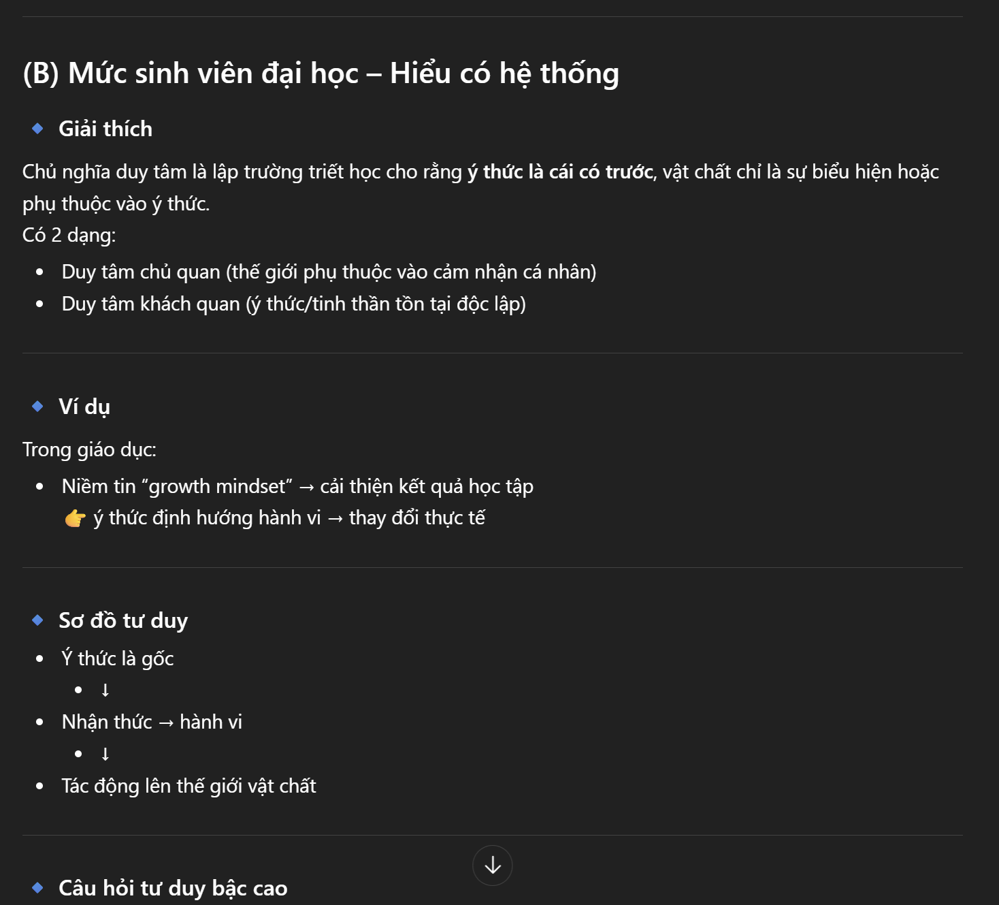 (B) Mức sinh viên đại học – Hiểu có hệ thống
Giải thích
Chủ nghĩa duy tâm là lập trường triết học cho rằng ý thức là cái có trước, vật chất chỉ là sự biểu hiện hoặc
phụ thuộc vào ý thức.
Có 2 dạng:
• Duy tâm chủ quan (thế giới phụ thuộc vào cảm nhận cá nhân)
• Duy tâm khách quan (ý thức/tinh thần tồn tại độc lập)
Ví dụ
Trong giáo dục:
• Niềm tin “growth mindset” → cải thiện kết quả học tập
👉 ý thức định hướng hành vi → thay đổi thực tế
Sơ đồ tư duy
• Ý thức là gốc
• ↓
• Nhận thức → hành vi
• ↓
• Tác động lên thế giới vật chất
Câu hỏi tư duy bậc cao